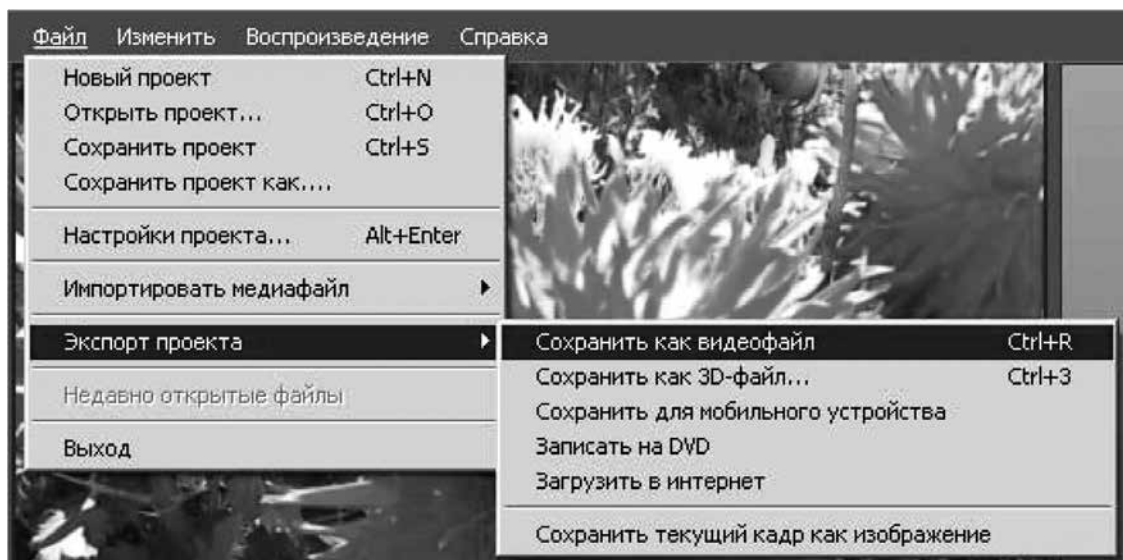 Файл Изменить Воспроизведение Справка
Новый проект Ctrl+N
Открыть проект... Ctrl+O
Сохранить проект Ctrl+S
Сохранить проект как....
Настройки проекта... Alt+Enter
Импортировать медиафайл
Экспорт проекта
Недавно открытые файлы
Выход
Сохранить как видеофайл Ctrl+R
Сохранить как 3D-файл... Ctrl+3
Сохранить для мобильного устройства
Записать на DVD
Загрузить в интернет
Сохранить текущий кадр как изображение